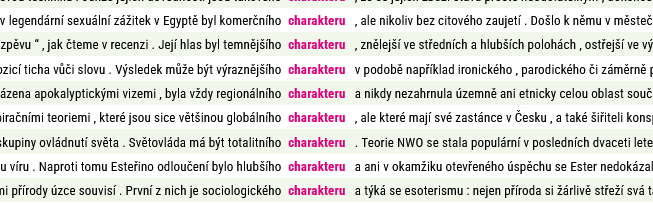 v legendární sexuální zážitek v Egyptě byl komerčního charakteru , ale nikoliv bez citového zaujetí . Došlo k němu v městeč
zpěvu “ , jak čteme v recenzi . Její hlas byl temnějšího charakteru , znělejší ve středních a hlubších polohách , ostřejší ve vý
ozicí ticha vůči slovu . Výsledek může být výraznějšího charakteru v podobě například ironického , parodického či záměrně p
ázena apokalyptickými vizemi , byla vždy regionálního charakteru a nikdy nezahrnula územně ani etnicky celou oblast souč
iračními teoriemi , které jsou sice většinou globálního charakteru , ale které mají své zastánce v Česku , a také šiřiteli konsp
skupiny ovládnutí světa . Světovláda má být totalitního charakteru . Teorie NWO se stala populární v posledních dvaceti lete
u víru . Naproti tomu Esteřino odloučení bylo hlubšího charakteru a ani v okamžiku otevřeného úspěchu se Ester nedokázal
mi přírody úzce souvisí . První z nich je sociologického charakteru a týká se esoterismu : nejen příroda si žárlivě střeží svá t